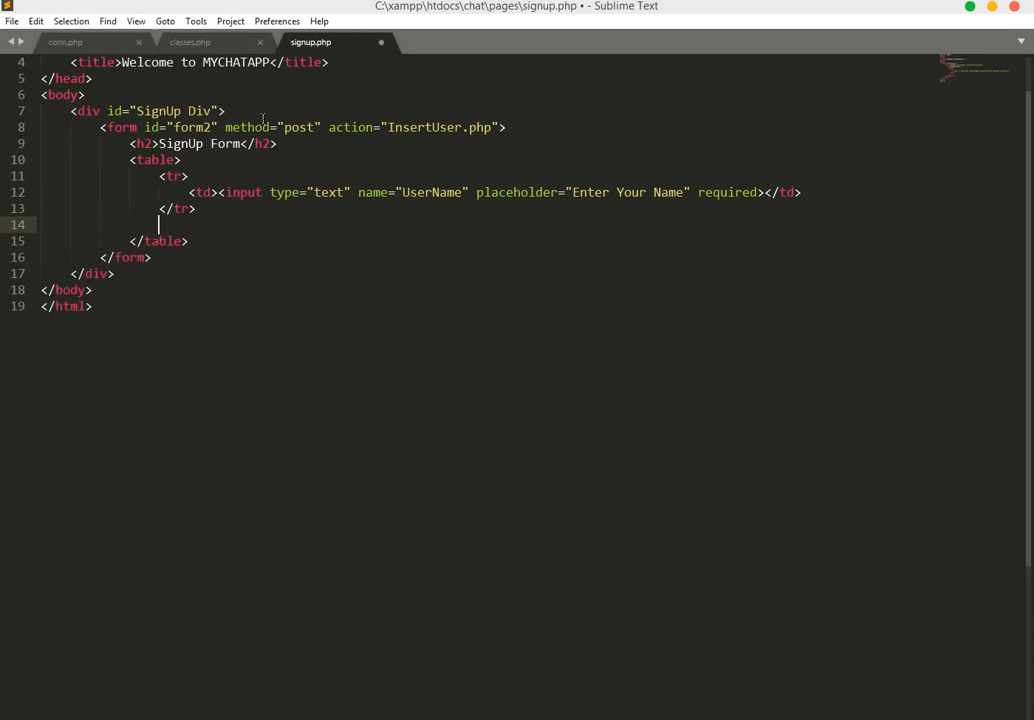 C:\xampp\htdocs\chat\pages\signup.php • - Sublime Text
File Edit Selection Find View Goto Tools Project Preferences Help
conn.php × classes.php × signup.php
4 <title>Welcome to MYCHATAPP</title>
5 </head>
6 <body>
7 <div id="SignUp Div">
8 <form id="form2" method="post" action="InsertUser.php">
9 <h2>SignUp Form</h2>
10 <table>
11 <tr>
12 <td><input type="text" name="UserName" placeholder="Enter Your Name" required></td>
13 </tr>
14
15 </table>
16 </form>
17 </div>
18 </body>
19 </html>